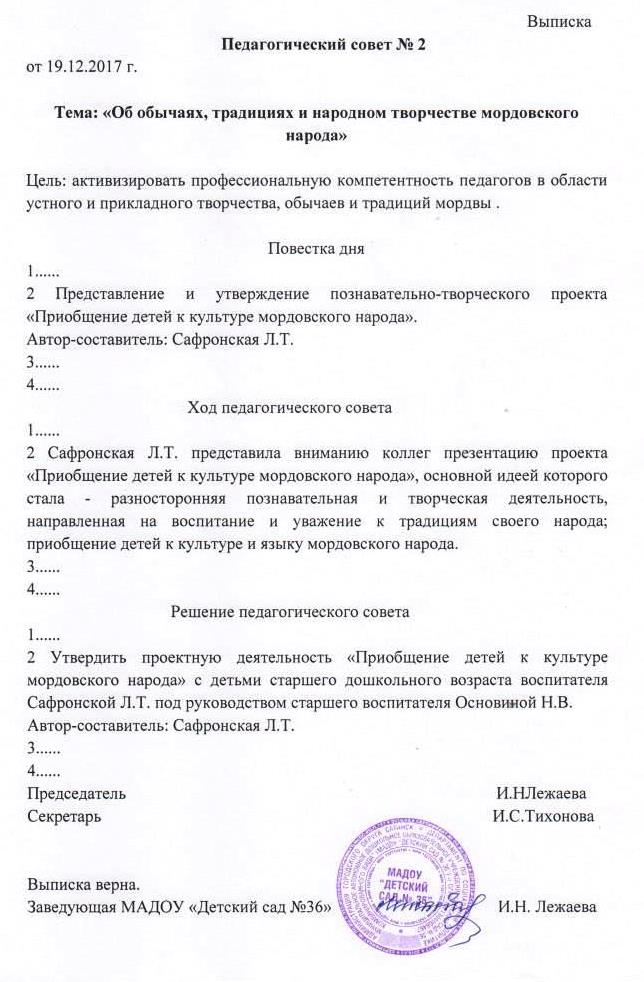 Выписка
Педагогический совет № 2
от 19.12.2017 г.
Тема: «Об обычаях, традициях и народном творчестве мордовского
народа»
Цель: активизировать профессиональную компетентность педагогов в области
устного и прикладного творчества, обычаев и традиций мордвы .
Повестка дня
1......
2 Представление и утверждение познавательно-творческого проекта
«Приобщение детей к культуре мордовского народа».
Автор-составитель: Сафронская Л.Т.
3......
4......
Ход педагогического совета
1......
2 Сафронская Л.Т. представила вниманию коллег презентацию проекта
«Приобщение детей к культуре мордовского народа», основной идеей которого
стала - разносторонняя познавательная и творческая деятельность,
направленная на воспитание и уважение к традициям своего народа;
приобщение детей к культуре и языку мордовского народа.
3......
4......
Решение педагогического совета
1......
2 Утвердить проектную деятельность «Приобщение детей к культуре
мордовского народа» с детьми старшего дошкольного возраста воспитателя
Сафронской Л.Т. под руководством старшего воспитателя Основиной Н.В.
Автор-составитель: Сафронская Л.Т.
3......
4......
Председатель И.НЛежаева
Секретарь И.С.Тихонова
Выписка верна.
Заведующая МАДОУ «Детский сад №36» И.Н. Лежаева
МАДОУ
"ДЕТСКИЙ
САД № 36"